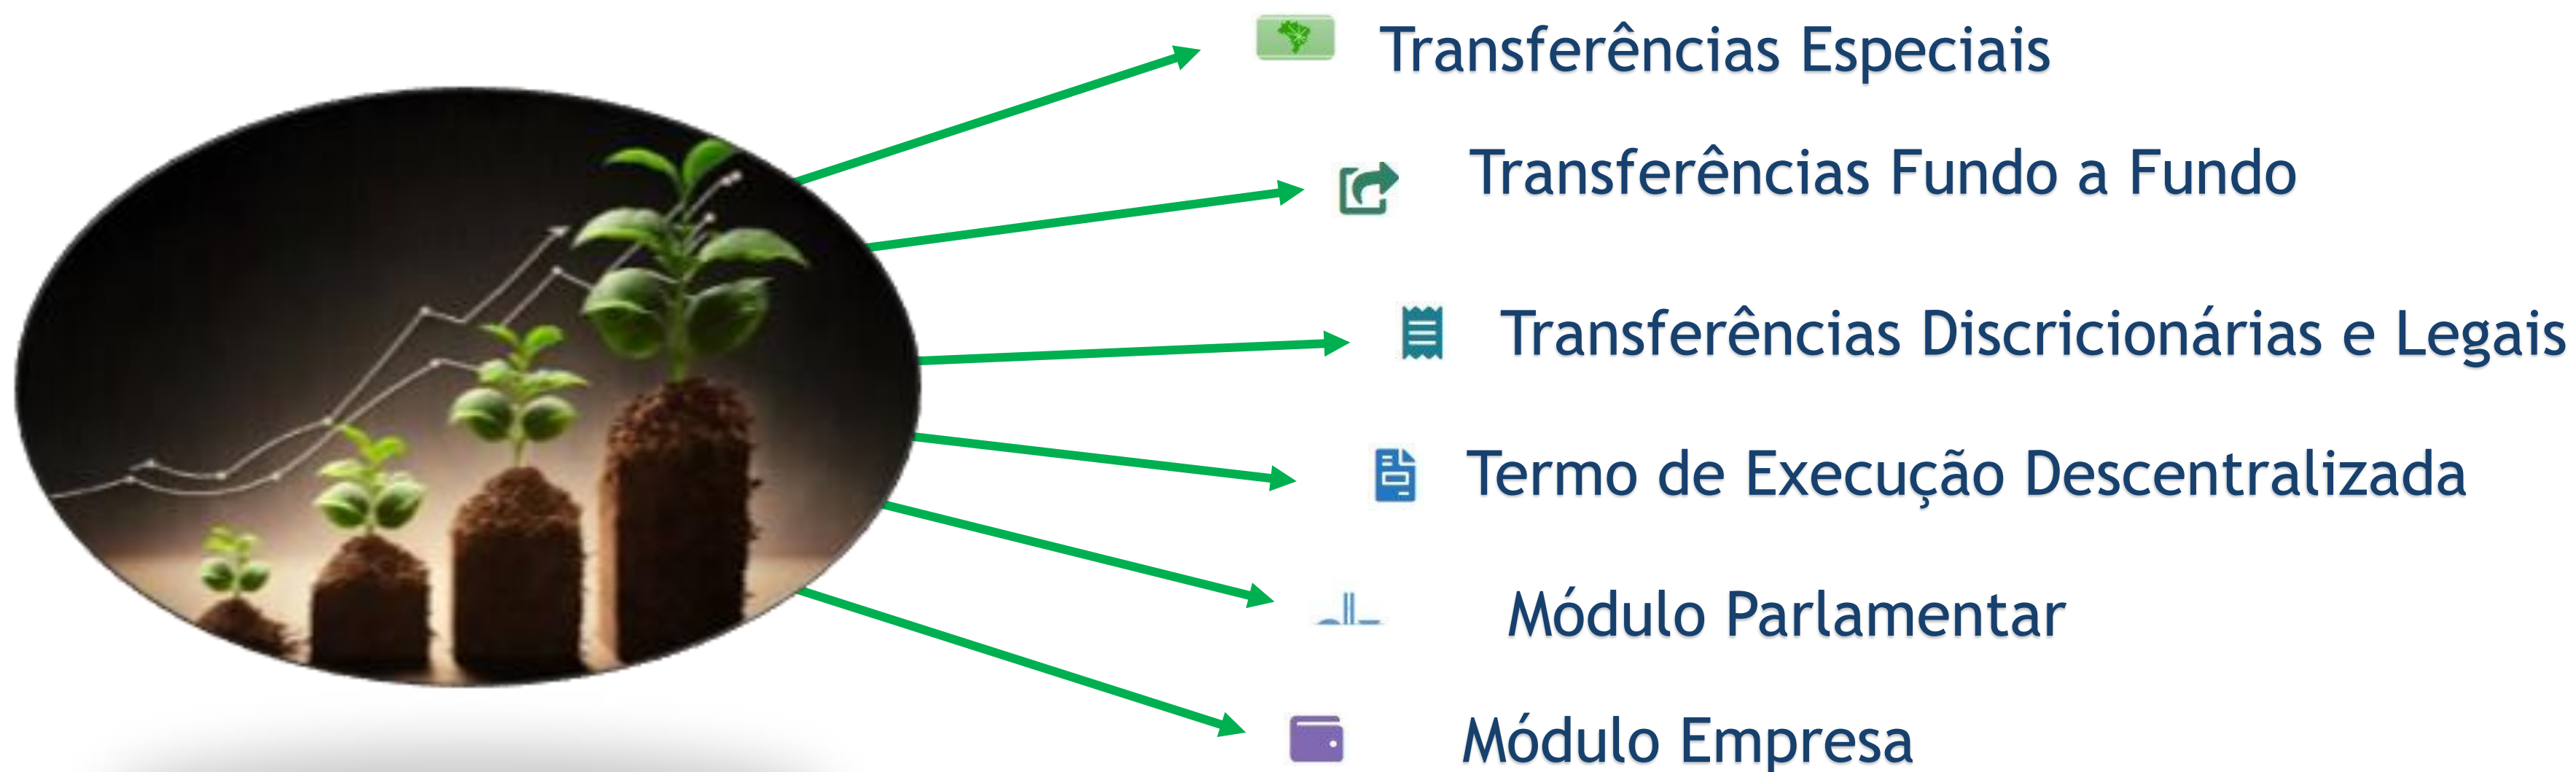 Transferências Especiais
Transferências Fundo a Fundo
Transferências Discricionárias e Legais
Termo de Execução Descentralizada
Módulo Parlamentar
Módulo Empresa